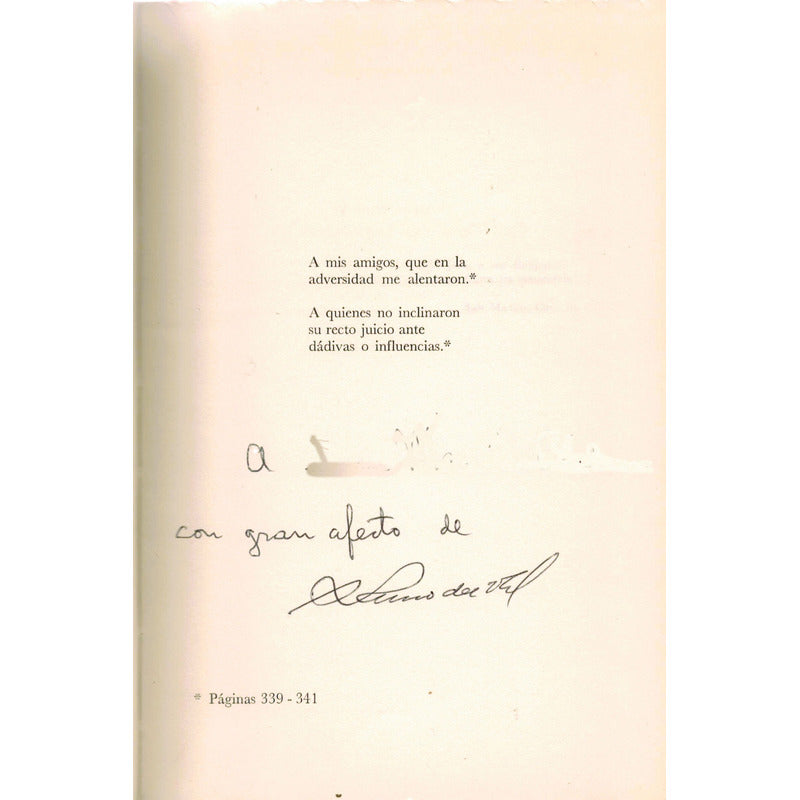 A mis amigos, que en la
adversidad me alentaron.*
A quienes no inclinaron
su recto juicio ante
dádivas o influencias.*
A
con gran afecto de
* Páginas 339 - 341